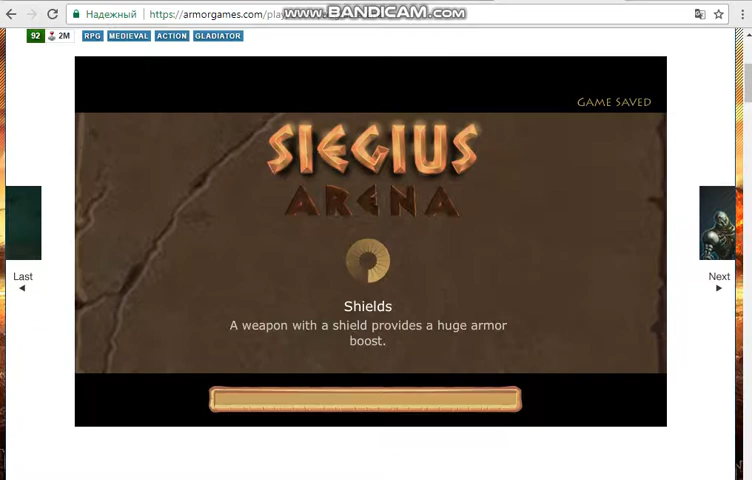 Надежный
https://armorgames.com/pla
WWW.BANDICAM.COM
92
2M
RPG
MEDIEVAL
ACTION
GLADIATOR
GAME SAVED
SIEGIUS
ARENA
Last
Next
Shields
A weapon with a shield provides a huge armor
boost.